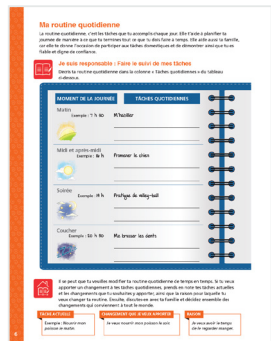 Ma routine quotidienne
La routine quotidienne, c'est les tâches que tu accomplis chaque jour. Elle t'aide à planifier ta
journée de manière à ce que tu termines tout ce que tu dois faire à temps. Elle aide aussi ta famille,
car elle te donne l'occasion de participer aux tâches domestiques et de démontrer ainsi que tu es
fiable et digne de confiance.
Je suis responsable : Faire le suivi de mes tâches
Décris ta routine quotidienne dans la colonne « Tâches quotidiennes » du tableau
ci-dessous.
MOMENT DE LA JOURNÉE TÂCHES QUOTIDIENNES
Matin
Exemple : 7 h 30 M'habiller
Midi et après-midi
Exemple : 16 h Promener le chien
Soirée
Exemple : 19 h Pratique de volley-ball
Coucher
Exemple : 20 h 30 Me brosser les dents
Il se peut que tu veuilles modifier ta routine quotidienne de temps en temps. Si tu veux
apporter un changement à tes tâches quotidiennes, prends en note tes tâches actuelles
et les changements que tu souhaites y apporter, ainsi que la raison pour laquelle tu
veux changer ta routine. Ensuite, discutes-en avec ta famille et décidez ensemble des
changements qui conviennent à tout le monde.
TÂCHE ACTUELLE CHANGEMENT QUE JE VEUX APPORTER RAISON
Exemple : Nourrir mon
poisson le matin.
Je veux nourrir mon poisson le soir.
Je veux avoir le temps
de le regarder manger.